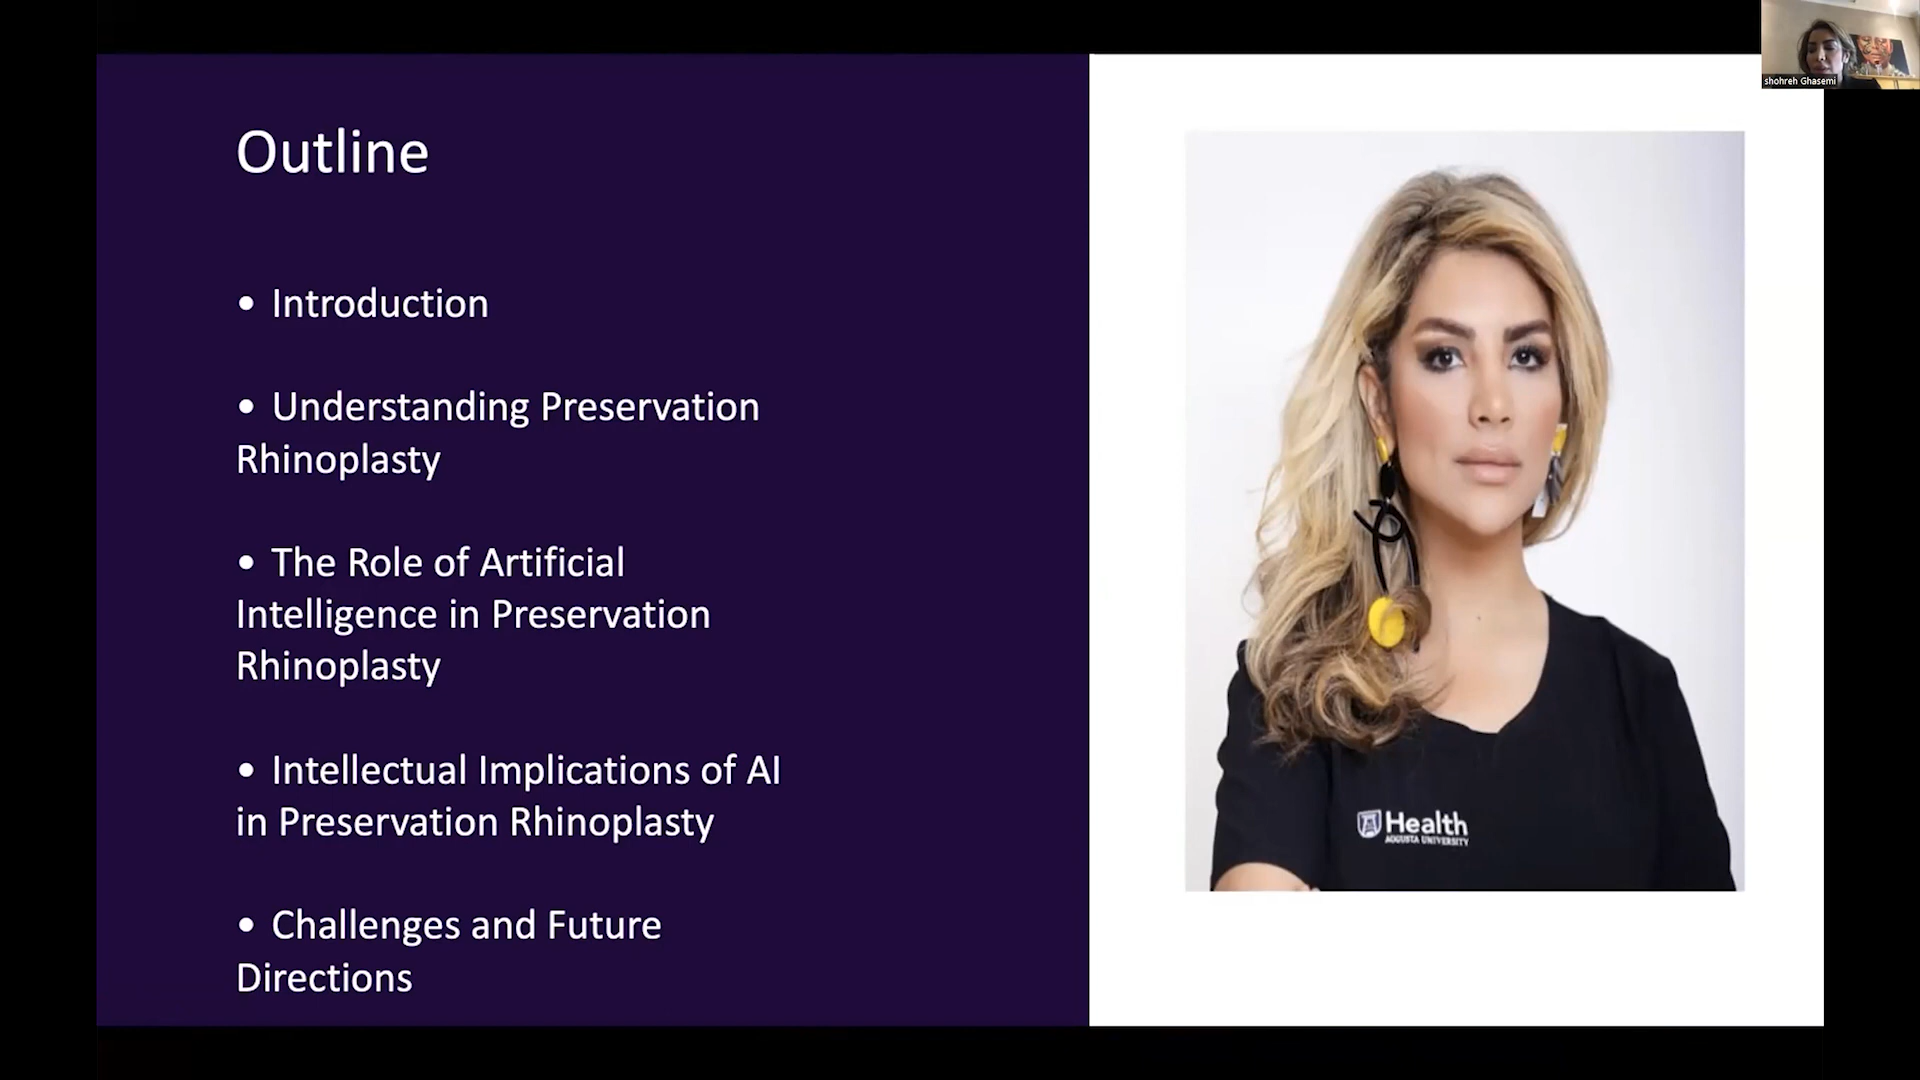 shohreh Ghasemi
Outline
• Introduction
• Understanding Preservation
Rhinoplasty
• The Role of Artificial
Intelligence in Preservation
Rhinoplasty
• Intellectual Implications of AI
in Preservation Rhinoplasty
• Challenges and Future
Directions
Health
AUGUSTA UNIVERSITY